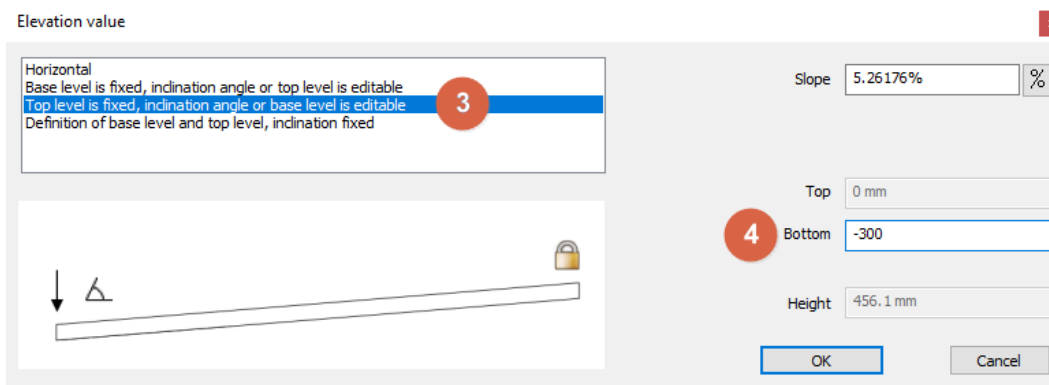 Elevation value
Horizontal
Base level is fixed, inclination angle or top level is editable
Top level is fixed, inclination angle or base level is editable
3
Definition of base level and top level, inclination fixed
Slope 5.26176% %
Top 0 mm
4 Bottom -300
Height 456.1 mm
OK Cancel